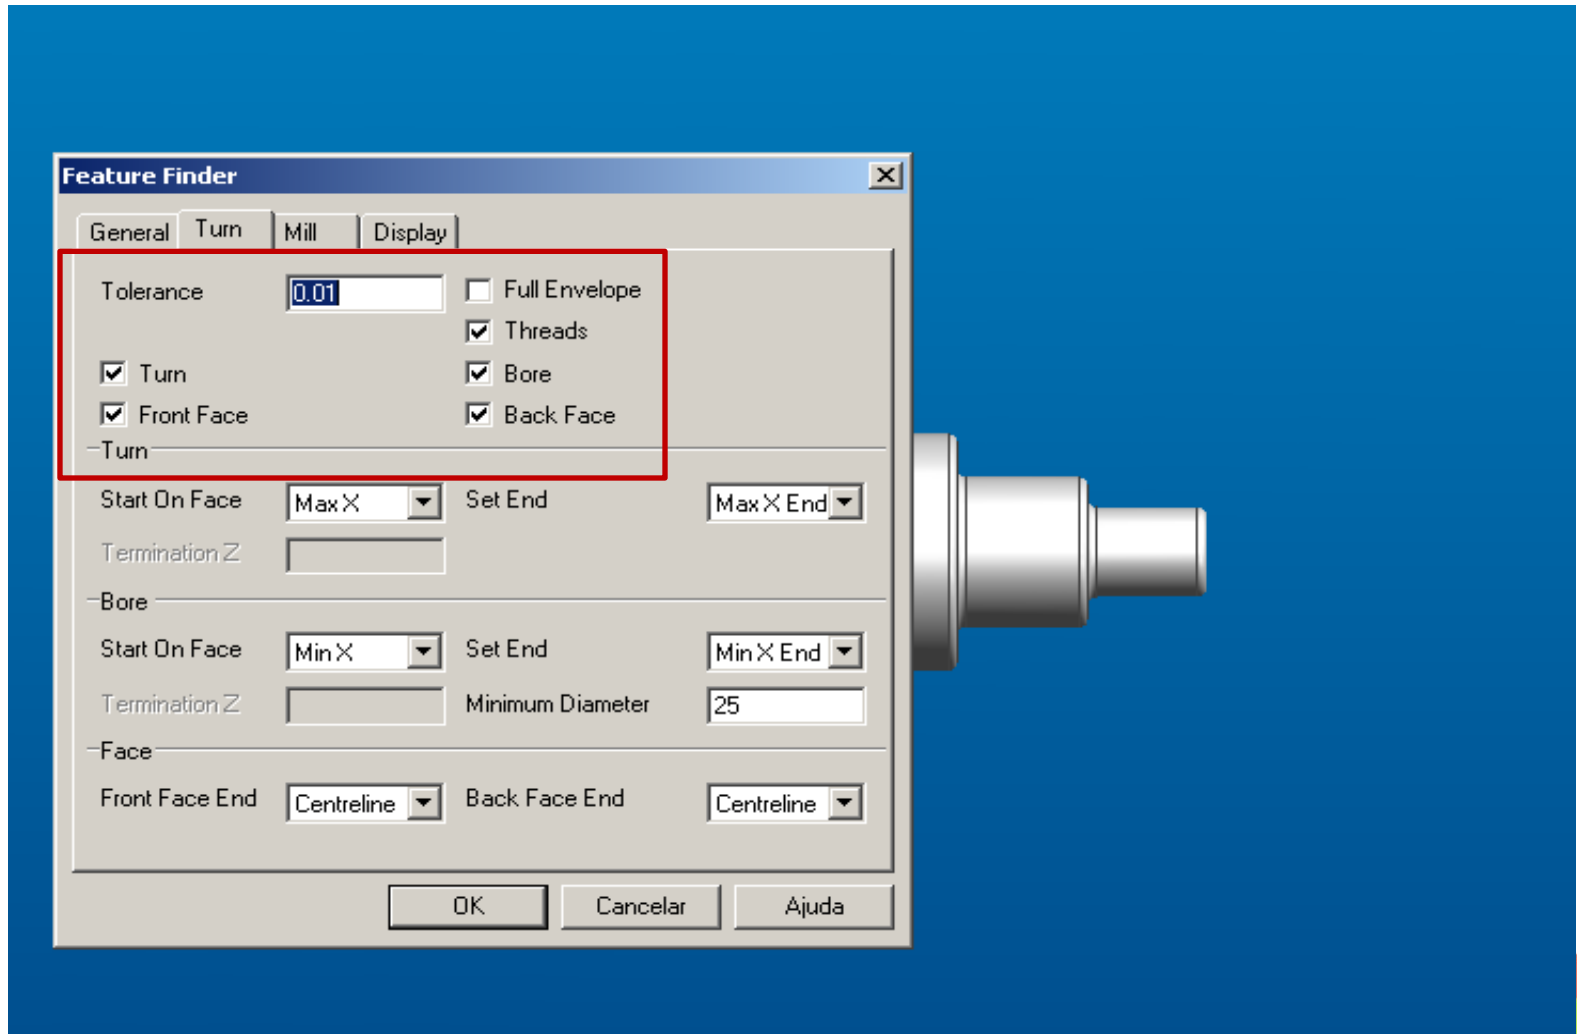 Feature Finder
General Turn Mill Display
Tolerance 0.01 Full Envelope
Threads
Turn Bore
Front Face Back Face
Turn
Start On Face Max X Set End Max X End
Termination Z
Bore
Start On Face Min X Set End Min X End
Termination Z Minimum Diameter 25
Face
Front Face End Centreline Back Face End Centreline
OK Cancelar Ajuda